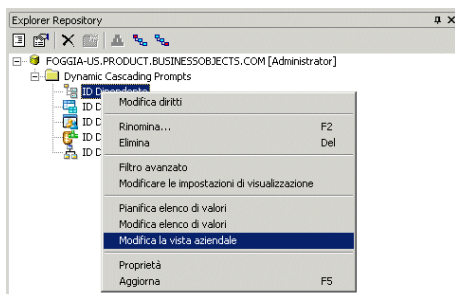 Explorer Repository
FOGGIA-US.PRODUCT.BUSINESSOBJECTS.COM [Administrator]
Dynamic Cascading Prompts
ID Dipendente
ID D
ID D
ID D
ID D
Modifica diritti
Rinomina... F2
Elimina Del
Filtro avanzato
Modificare le impostazioni di visualizzazione
Pianifica elenco di valori
Modifica elenco di valori
Modifica la vista aziendale
Proprietà
Aggiorna F5